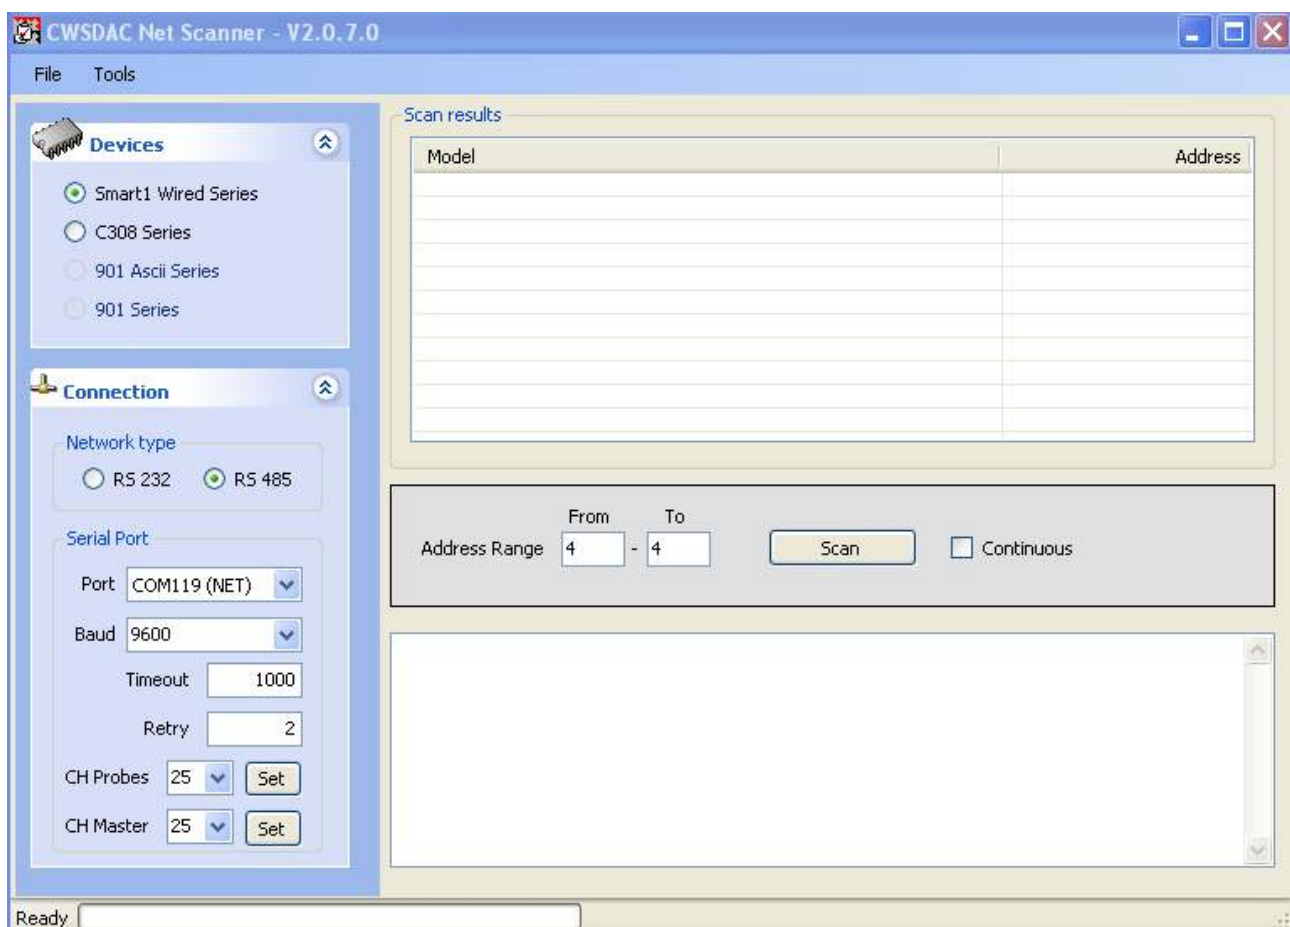 CWSDAC Net Scanner - V2.0.7.0
File Tools
Devices
Smart1 Wired Series
C308 Series
901 Ascii Series
901 Series
Connection
Network type
RS 232 RS 485
Serial Port
Port COM119 (NET)
Baud 9600
Timeout 1000
Retry 2
CH Probes 25 Set
CH Master 25 Set
Scan results
Model Address
From To
Address Range 4 - 4 Scan Continuous
Ready